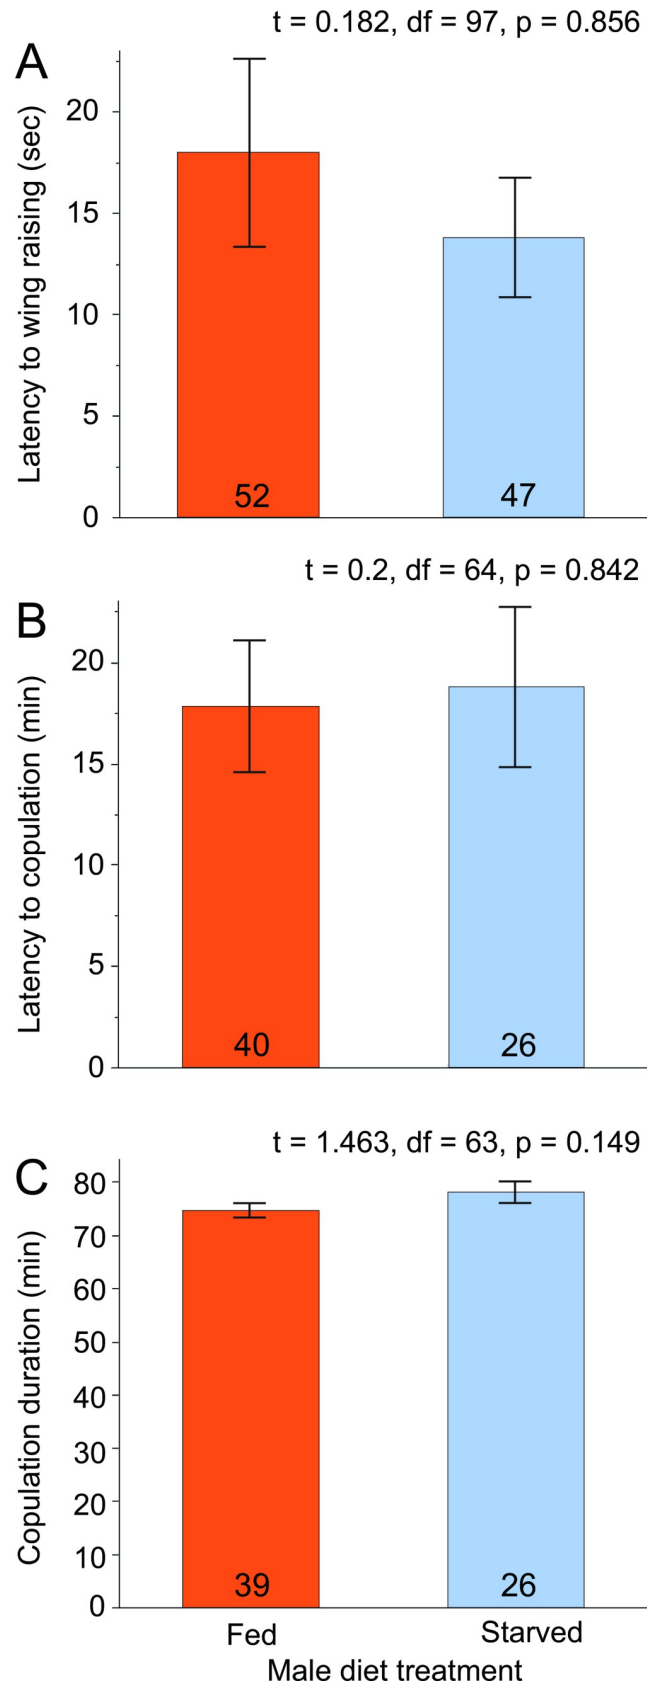 t = 0.182, df = 97, p = 0.856
A
Latency to wing raising (sec)
20
15
10
5
0
52
47
t = 0.2, df = 64, p = 0.842
B
Latency to copulation (min)
20
15
10
5
0
40
26
t = 1.463, df = 63, p = 0.149
C
Copulation duration (min)
80
70
60
50
40
30
20
10
0
39
26
Fed
Starved
Male diet treatment